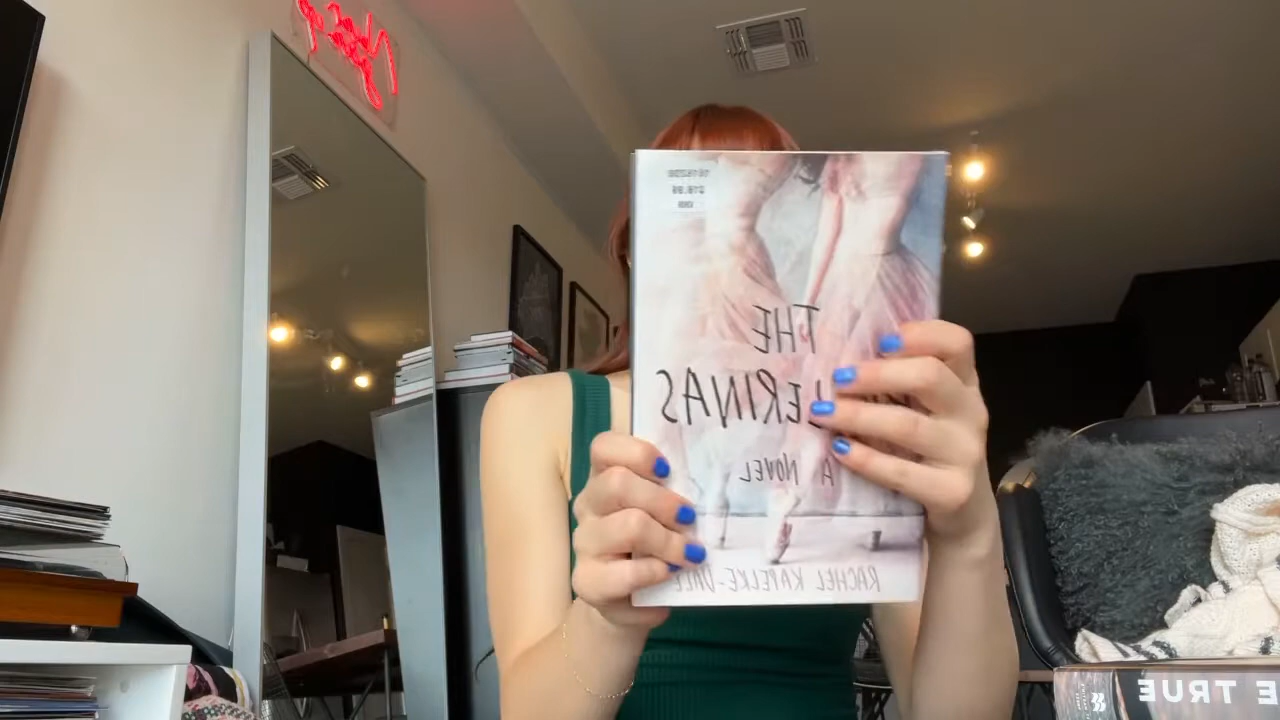 THE
LERINAS
A NOVEL
RACHEL KAPELKE-DALE
E TRUE